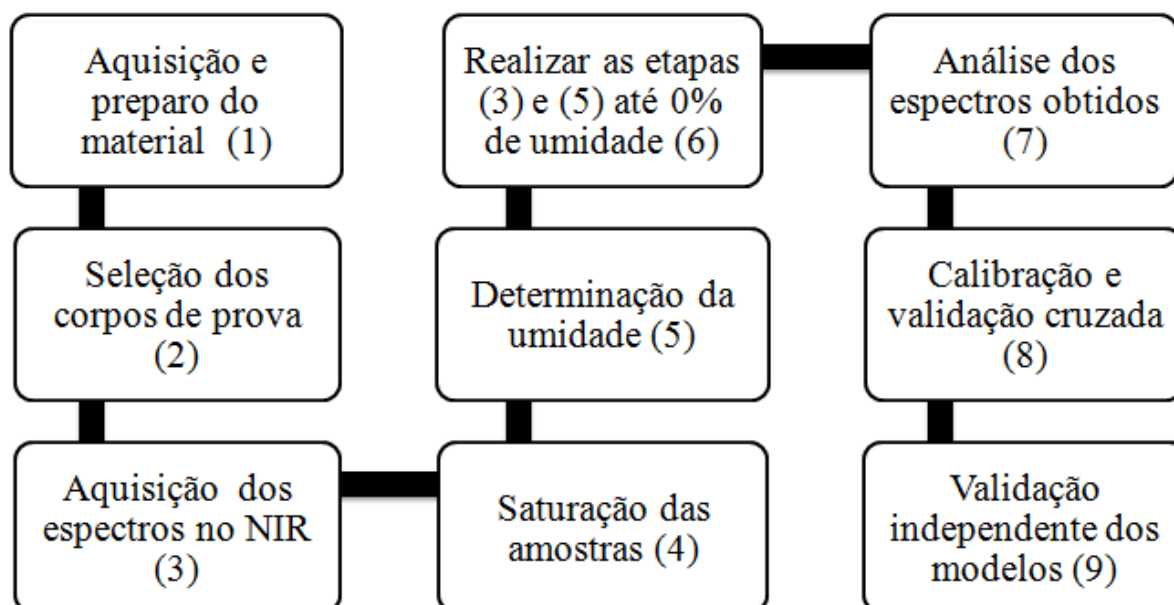 Aquisição e
preparo do
material (1)
Seleção dos
corpos de prova
(2)
Aquisição dos
espectros no NIR
(3)
Saturação das
amostras (4)
Determinação da
umidade (5)
Realizar as etapas
(3) e (5) até 0%
de umidade (6)
Análise dos
espectros obtidos
(7)
Calibração e
validação cruzada
(8)
Validação
independente dos
modelos (9)